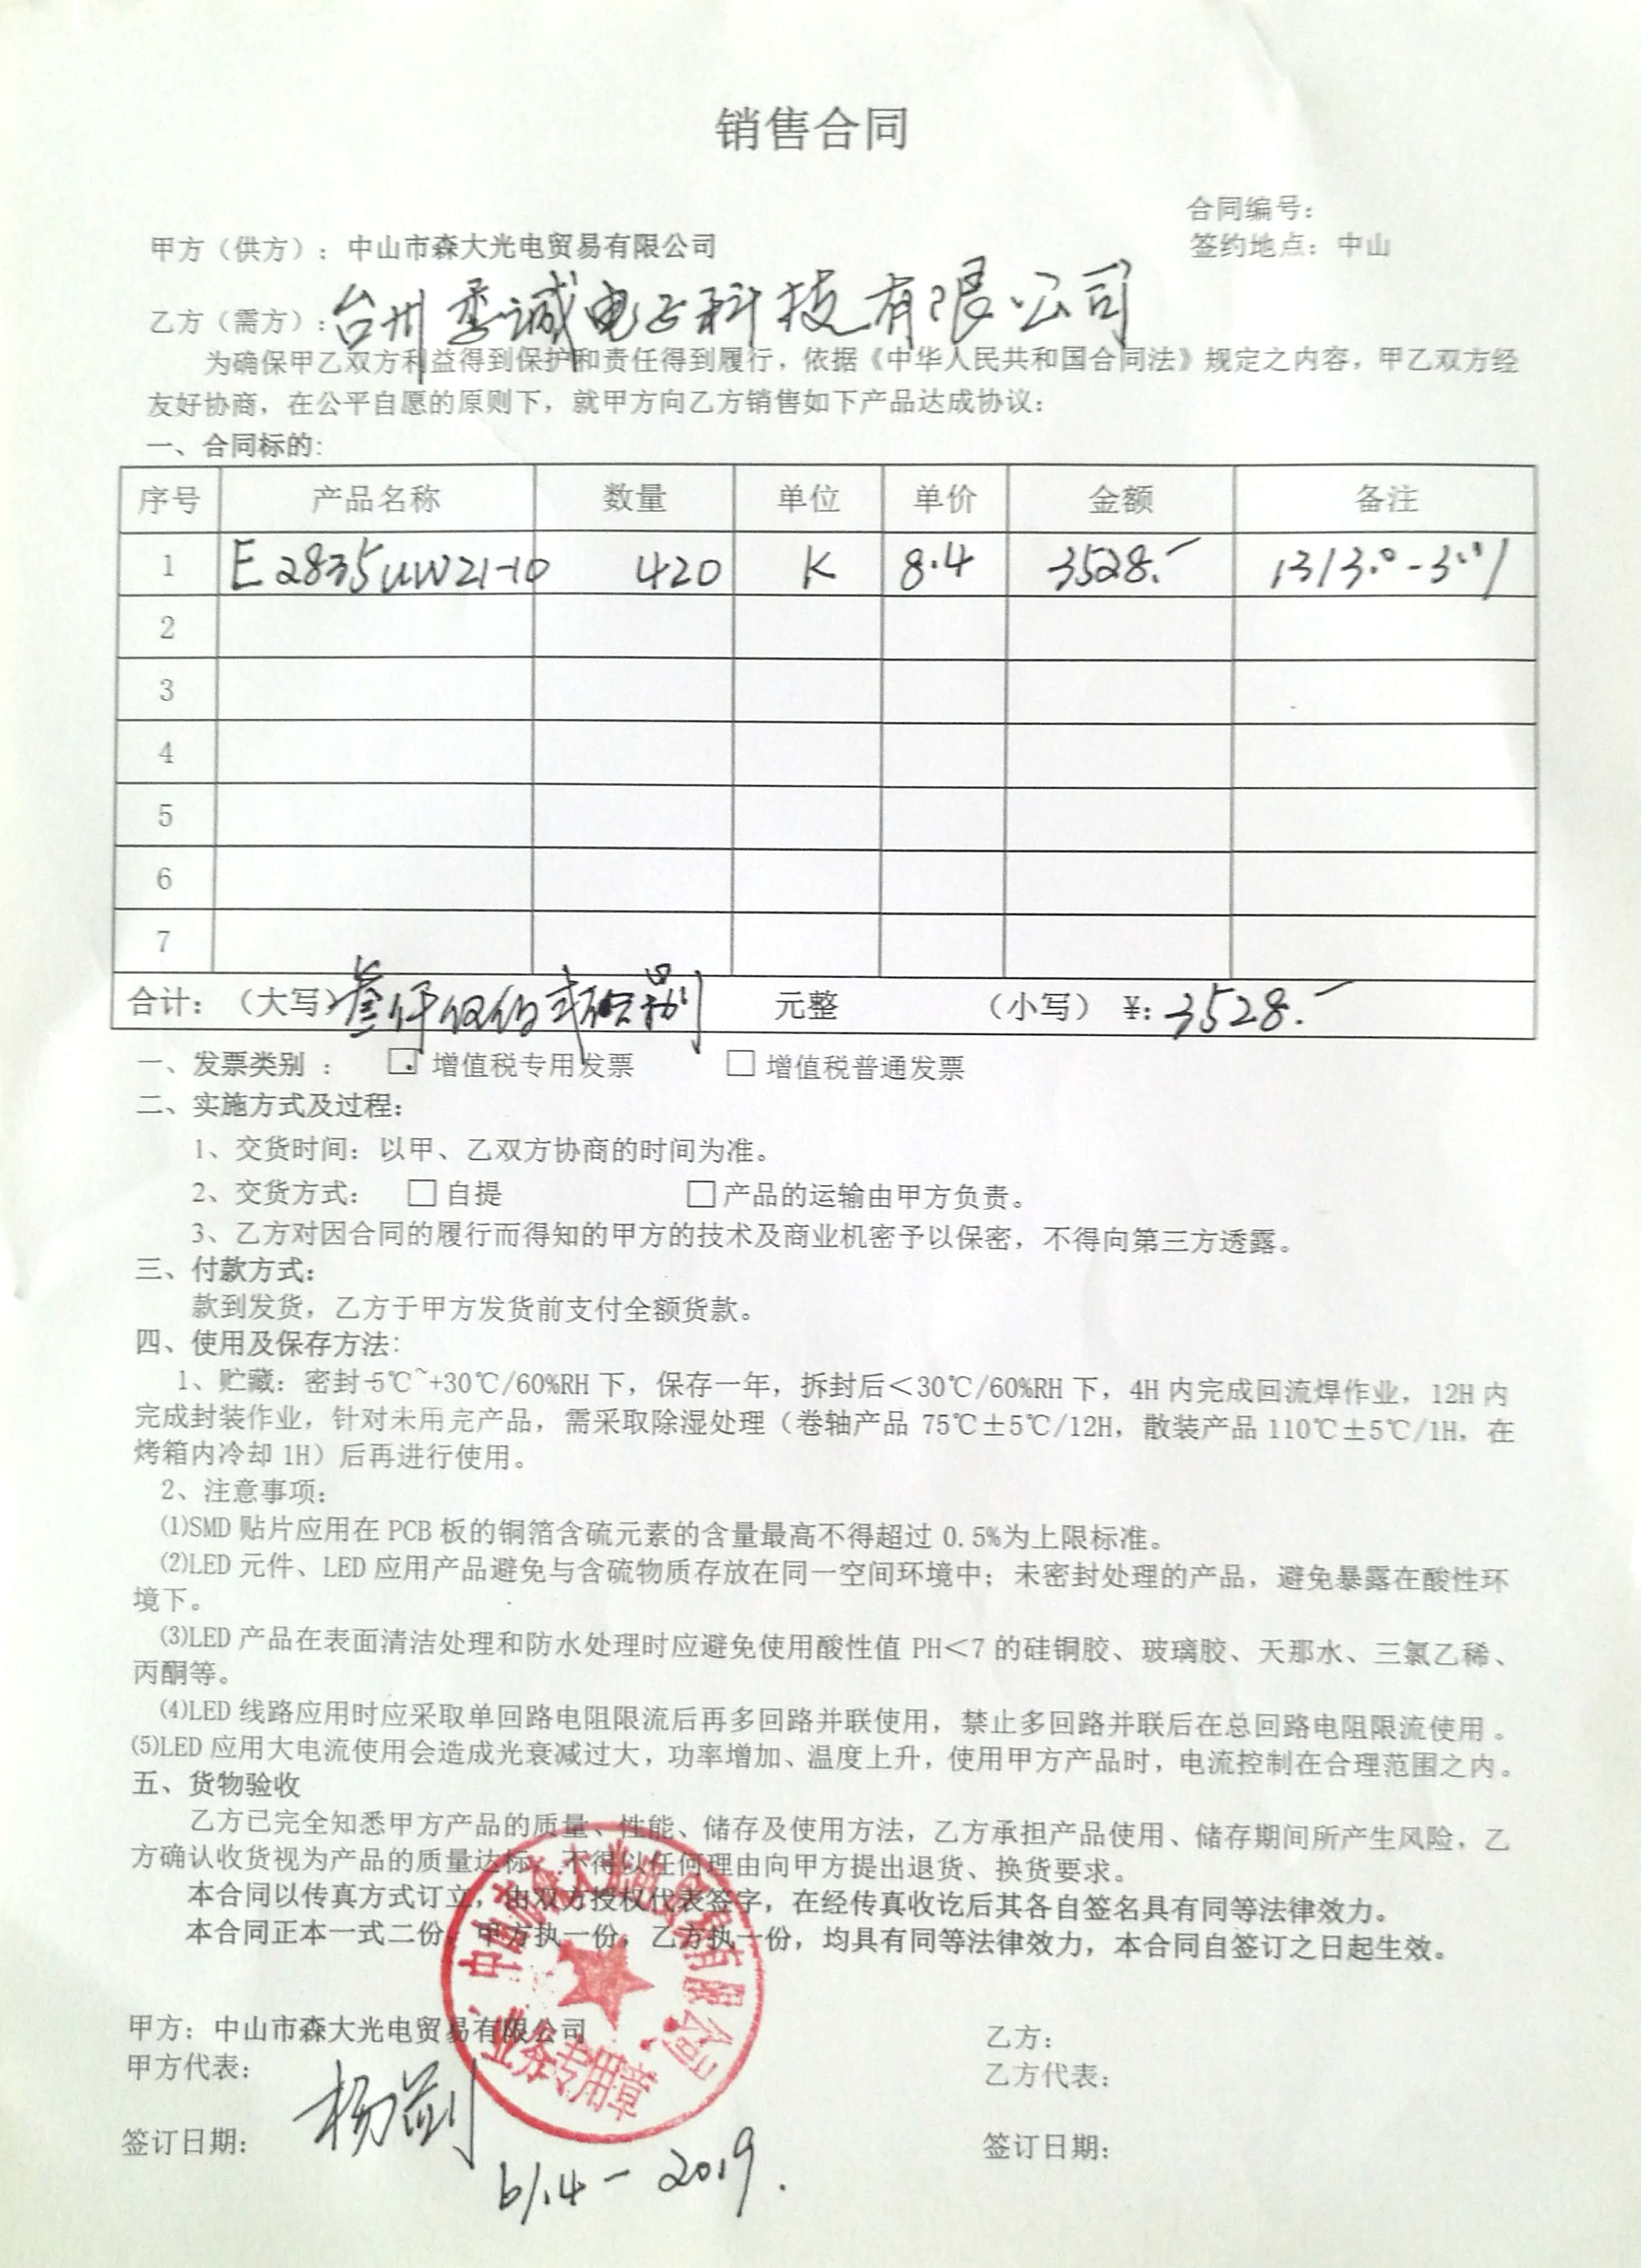 销售合同
合同编号：
甲方（供方）：中山市森大光电贸易有限公司
签约地点：中山
乙方（需方）：台州 诚电子科技有限公司
为确保甲乙双方利益得到保护和责任得到履行，依据《中华人民共和国合同法》规定之内容，甲乙双方经
友好协商，在公平自愿的原则下，就甲方向乙方销售如下产品达成协议：
一、合同标的：
序号 产品名称 数量 单位 单价 金额 备注
1 E2835UW21-10 420 K 8.4 3528.-
2
3
4
5
6
7
合计：（大写）叁仟伍佰贰拾捌 元整 （小写）¥：3528.-
一、发票类别 ： □ 增值税专用发票 □ 增值税普通发票
二、实施方式及过程：
1、交货时间：以甲、乙双方协商的时间为准。
2、交货方式： □自提 □产品的运输由甲方负责。
3、乙方对因合同的履行而得知的甲方的技术及商业机密予以保密，不得向第三方透露。
三、付款方式：
款到发货，乙方于甲方发货前支付全额货款。
四、使用及保存方法：
1、贮藏：密封-5℃~+30℃/60%RH下，保存一年，拆封后＜30℃/60%RH下，4H内完成回流焊作业，12H内
完成封装作业，针对未用完产品，需采取除湿处理（卷轴产品 75℃±5℃/12H，散装产品 110℃±5℃/1H，在
烤箱内冷却 1H）后再进行使用。
2、注意事项：
⑴SMD 贴片应用在 PCB 板的铜箔含硫元素的含量最高不得超过 0.5%为上限标准。
⑵LED 元件、LED 应用产品避免与含硫物质存放在同一空间环境中；未密封处理的产品，避免暴露在酸性环
境下。
⑶LED 产品在表面清洁处理和防水处理时应避免使用酸性值 PH＜7 的硅铜胶、玻璃胶、天那水、三氯乙稀、
丙酮等。
⑷LED 线路应用时应采取单回路电阻限流后再多回路并联使用，禁止多回路并联后在总回路电阻限流使用 。
⑸LED 应用大电流使用会造成光衰减过大，功率增加、温度上升，使用甲方产品时，电流控制在合理范围之内。
五、货物验收
乙方已完全知悉甲方产品的质量、性能、储存及使用方法，乙方承担产品使用、储存期间所产生风险，乙
方确认收货视为产品的质量达标，不得以任何理由向甲方提出退货、换货要求。
本合同以传真方式订立，由双方授权代表签字，在经传真收讫后其各自签名具有同等法律效力。
本合同正本一式二份，甲方执一份，乙方执一份，均具有同等法律效力，本合同自签订之日起生效。
中山市森大光电贸易有限公司
业务专用章
甲方：中山市森大光电贸易有限公司
乙方：
甲方代表：杨剑
乙方代表：
签订日期：6/.4-2019.
签订日期：